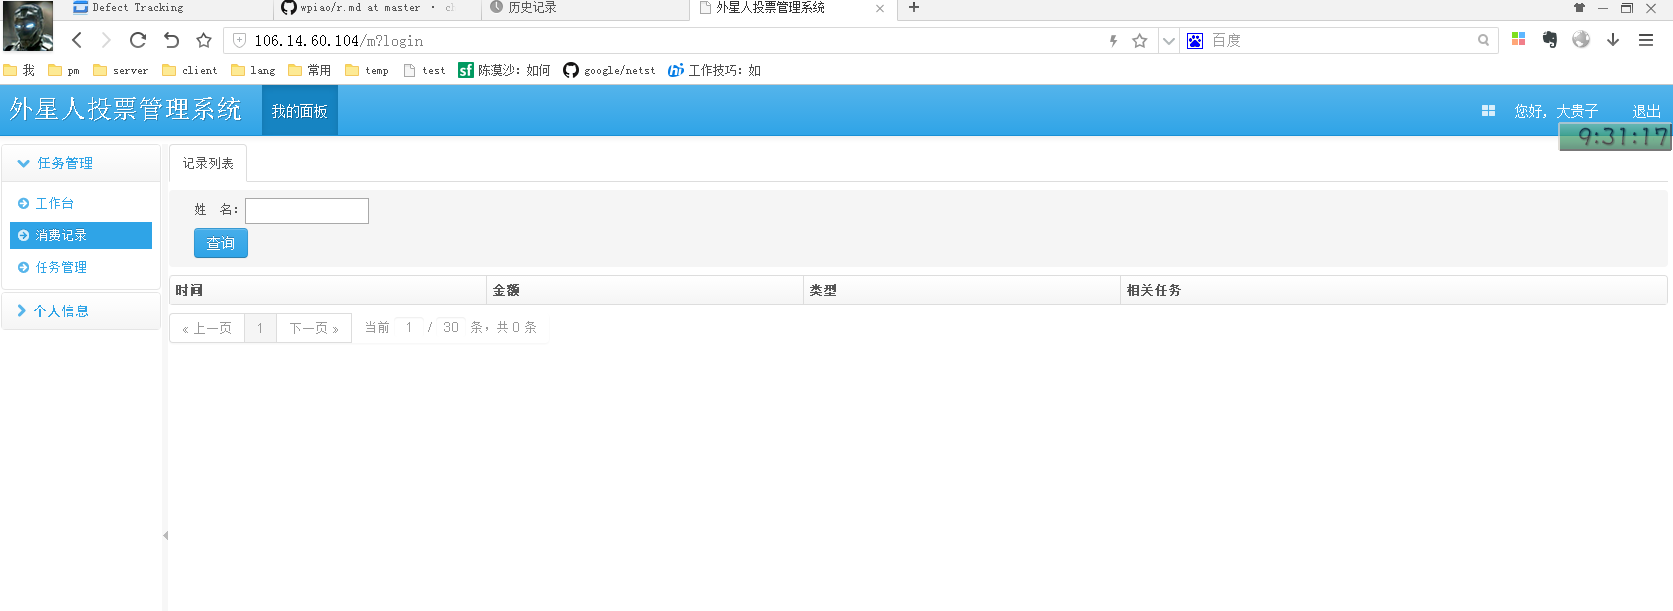 Defect Tracking
wpiao/r.md at master · cl
历史记录
外星人投票管理系统
106.14.60.104/m?login
百度
我
pm
server
client
lang
常用
temp
test
陈漠沙：如何
google/netst
工作技巧：如
外星人投票管理系统
我的面板
您好，大贵子
退出
9:31:17
任务管理
工作台
消费记录
任务管理
个人信息
记录列表
姓 名：
查询
时间
金额
类型
相关任务
« 上一页
1
下一页 »
当前 1 / 30 条，共 0 条